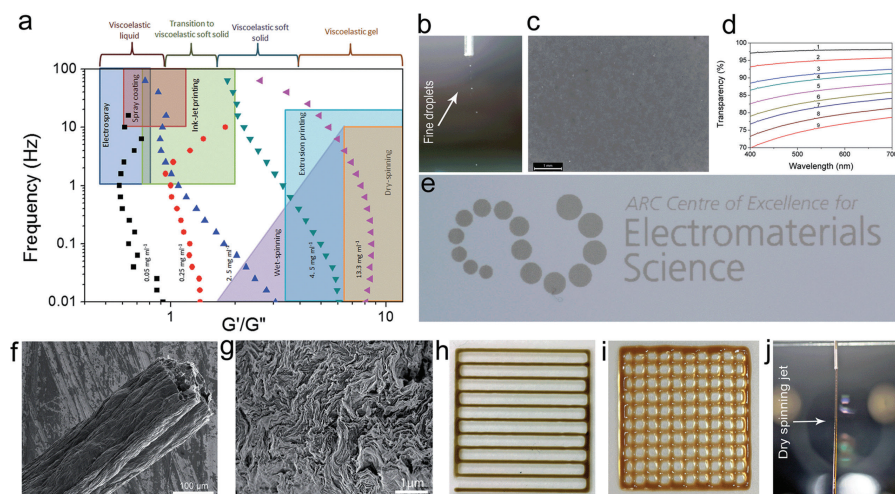 a
Viscoelastic
liquid
Transition to
viscoelastic soft solid
Viscoelastic soft
solid
Viscoelastic gel
Frequency (Hz)
100
10
1
0.1
0.01
Electrospray
Spray coating
Ink-Jet printing
Extrusion printing
Dry-spinning
Wet-spinning
0.05 mg ml⁻¹
0.25 mg ml⁻¹
2. 5 mg ml⁻¹
4. 5 mg ml⁻¹
13.3 mg ml⁻¹
1
10
G'/G"
b
Fine droplets
c
1 mm
d
Transparency (%)
100
95
90
85
80
75
70
1
2
3
4
5
6
7
8
9
400
500
600
700
Wavelength (nm)
e
ARC Centre of Excellence for
Electromaterials
Science
f
100 µm
g
1µm
h
i
j
Dry spinning jet